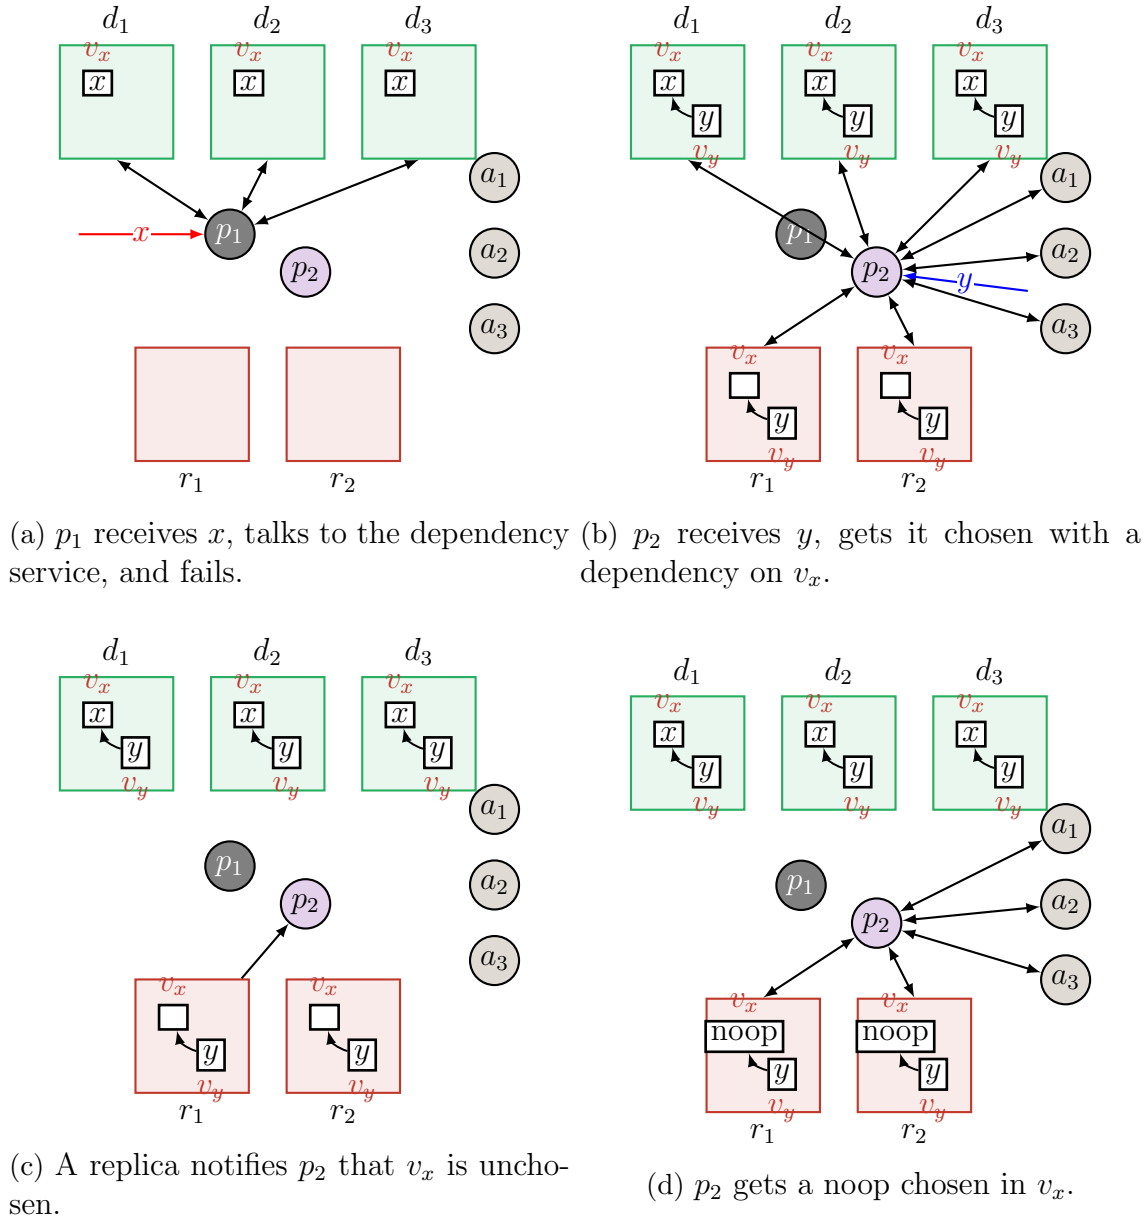 d1 d2 d3
vx vx vx
x x x
a1
x p1
p2
a2
a3
r1 r2
(a) p1 receives x, talks to the dependency
service, and fails.
d1 d2 d3
vx vx vx
x x x
y y y
vy vy vy
a1
p1
p2
a2
y
a3
vx vx
y y
vy vy
r1 r2
(b) p2 receives y, gets it chosen with a
dependency on vx.
d1 d2 d3
vx vx vx
x x x
y y y
vy vy vy
a1
p1
a2
p2
a3
vx vx
y y
vy vy
r1 r2
(c) A replica notifies p2 that vx is uncho-
sen.
d1 d2 d3
vx vx vx
x x x
y y y
vy vy vy
a1
p1
a2
p2
a3
vx vx
noop noop
y y
vy vy
r1 r2
(d) p2 gets a noop chosen in vx.